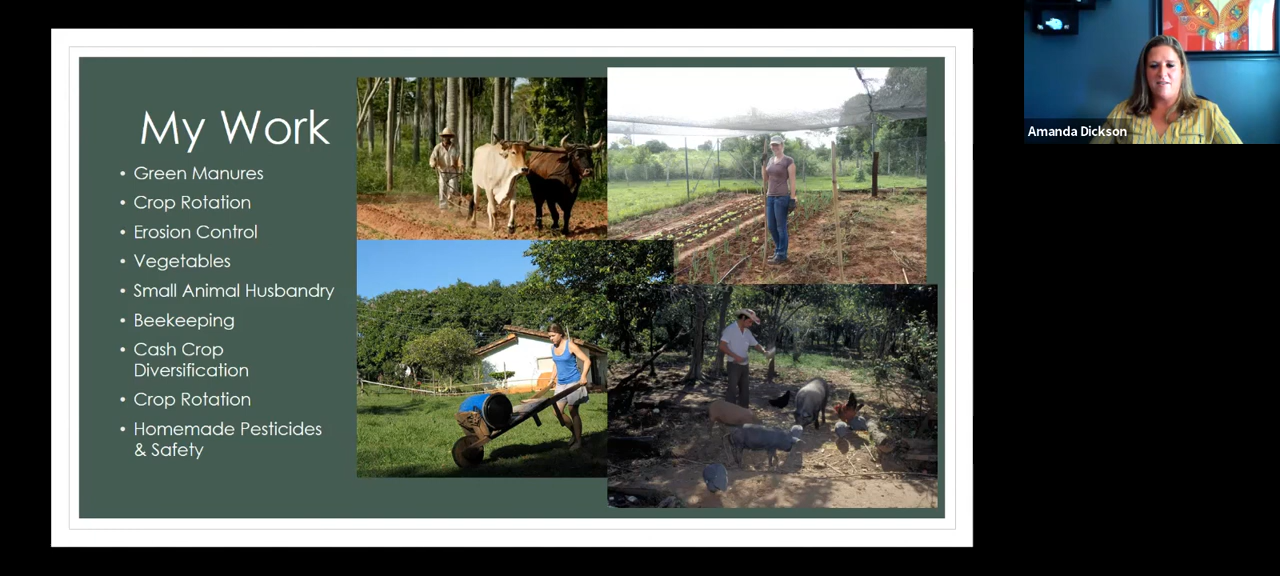 My Work
• Green Manures
• Crop Rotation
• Erosion Control
• Vegetables
• Small Animal Husbandry
• Beekeeping
• Cash Crop
Diversification
• Crop Rotation
• Homemade Pesticides
& Safety
Amanda Dickson